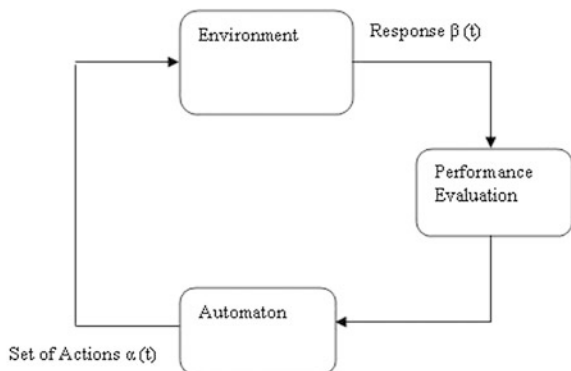 Environment
Response β (t)
Performance
Evaluation
Automaton
Set of Actions α (t)